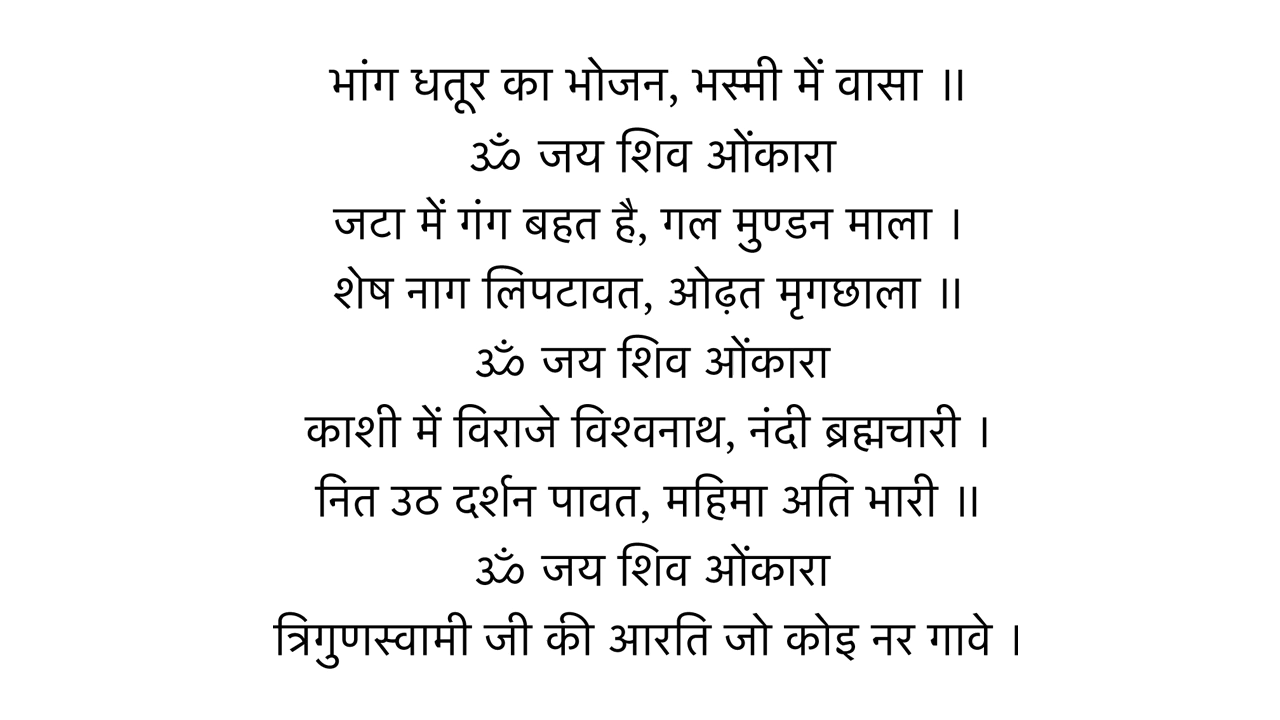 भांग धतूर का भोजन, भस्मी में वासा ॥
ॐ जय शिव ओंकारा
जटा में गंग बहत है, गल मुण्डन माला ।
शेष नाग लिपटावत, ओढ़त मृगछाला ॥
ॐ जय शिव ओंकारा
काशी में विराजे विश्वनाथ, नंदी ब्रह्मचारी ।
नित उठ दर्शन पावत, महिमा अति भारी ॥
ॐ जय शिव ओंकारा
त्रिगुणस्वामी जी की आरति जो कोइ नर गावे ।